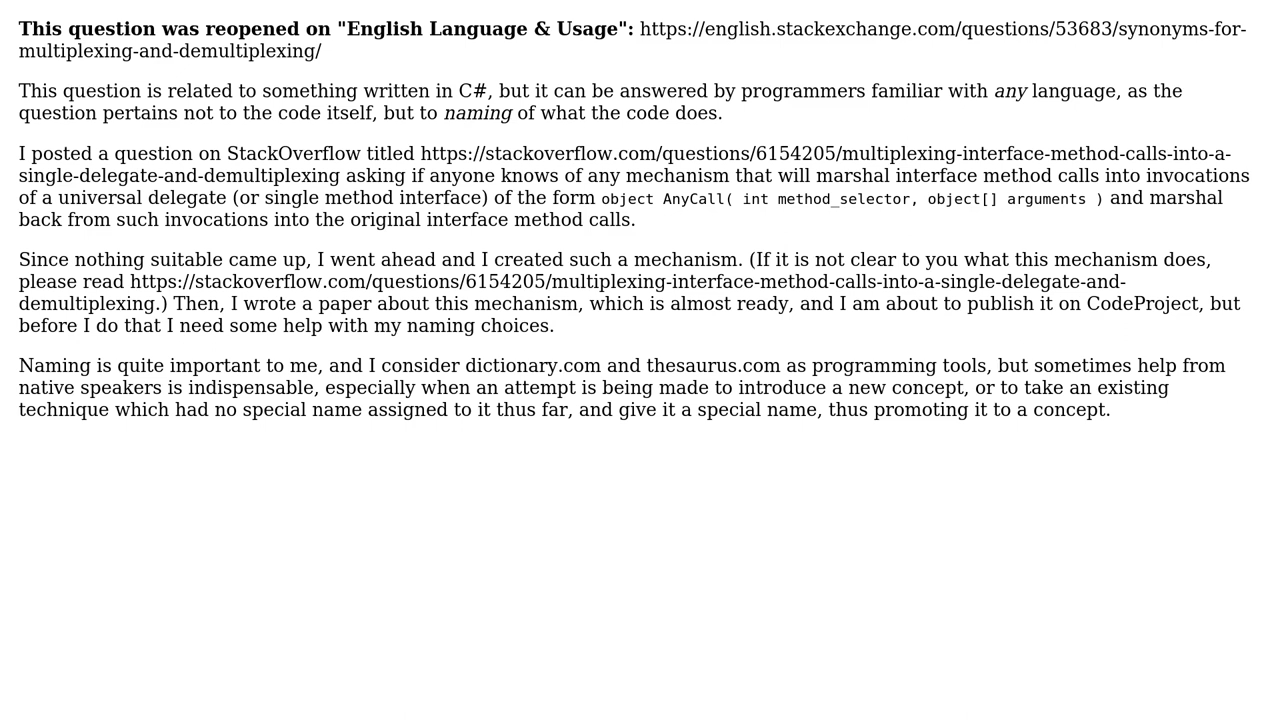 This question was reopened on "English Language & Usage": https://english.stackexchange.com/questions/53683/synonyms-for-
multiplexing-and-demultiplexing/
This question is related to something written in C#, but it can be answered by programmers familiar with any language, as the
question pertains not to the code itself, but to naming of what the code does.
I posted a question on StackOverflow titled https://stackoverflow.com/questions/6154205/multiplexing-interface-method-calls-into-a-
single-delegate-and-demultiplexing asking if anyone knows of any mechanism that will marshal interface method calls into invocations
of a universal delegate (or single method interface) of the form object AnyCall( int method_selector, object[] arguments ) and marshal
back from such invocations into the original interface method calls.
Since nothing suitable came up, I went ahead and I created such a mechanism. (If it is not clear to you what this mechanism does,
please read https://stackoverflow.com/questions/6154205/multiplexing-interface-method-calls-into-a-single-delegate-and-
demultiplexing.) Then, I wrote a paper about this mechanism, which is almost ready, and I am about to publish it on CodeProject, but
before I do that I need some help with my naming choices.
Naming is quite important to me, and I consider dictionary.com and thesaurus.com as programming tools, but sometimes help from
native speakers is indispensable, especially when an attempt is being made to introduce a new concept, or to take an existing
technique which had no special name assigned to it thus far, and give it a special name, thus promoting it to a concept.